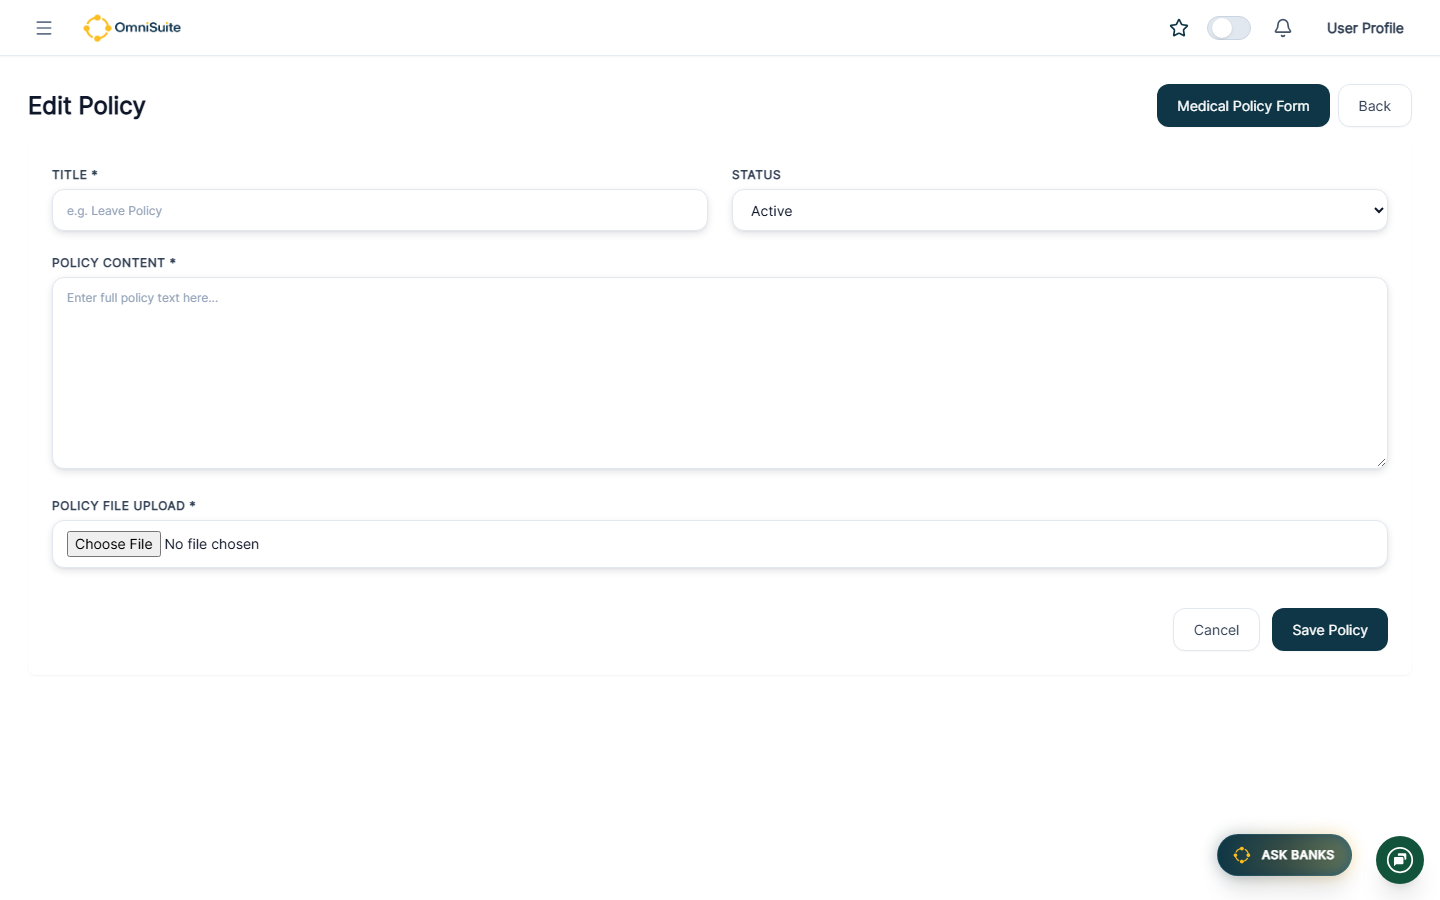 OmniSuite
User Profile
Edit Policy
Medical Policy Form
Back
TITLE *
e.g. Leave Policy
STATUS
Active
POLICY CONTENT *
Enter full policy text here...
POLICY FILE UPLOAD *
Choose File No file chosen
Cancel
Save Policy
ASK BANKS